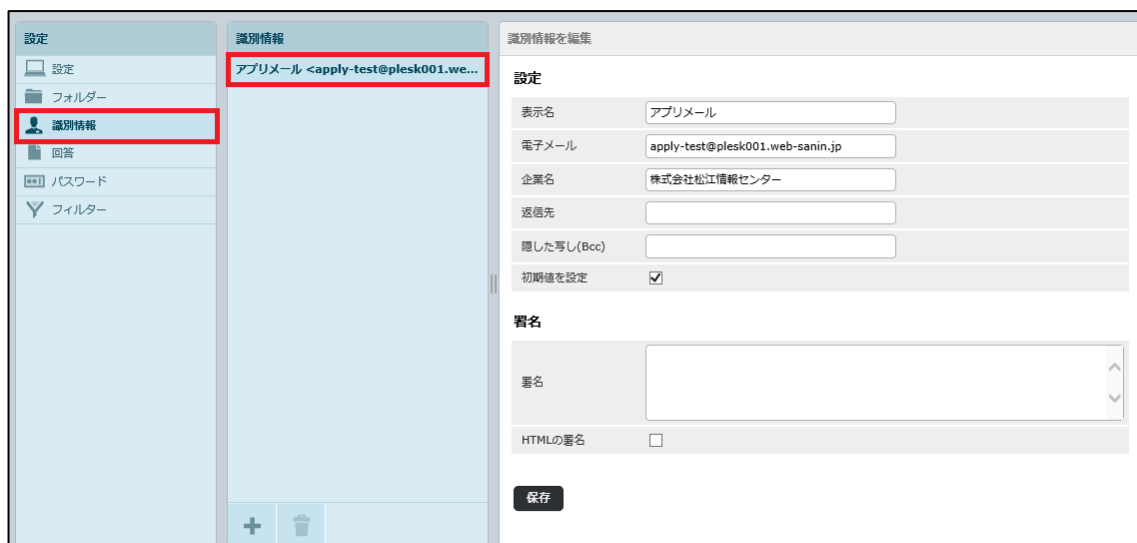 設定
設定
フォルダー
識別情報
回答
パスワード
フィルター
識別情報
アプリメール <apply-test@plesk001.we...
識別情報を編集
設定
表示名 アプリメール
電子メール apply-test@plesk001.web-sanin.jp
企業名 株式会社松江情報センター
返信先
隠した写し(Bcc)
初期値を設定
署名
署名
HTMLの署名
保存